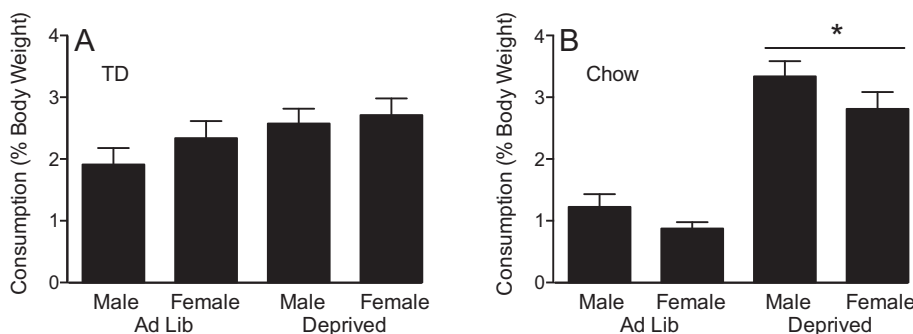 A
TD
Consumption (% Body Weight)
4
3
2
1
0
Male Female Male Female
Ad Lib Deprived
B
Chow
*
Consumption (% Body Weight)
4
3
2
1
0
Male Female Male Female
Ad Lib Deprived